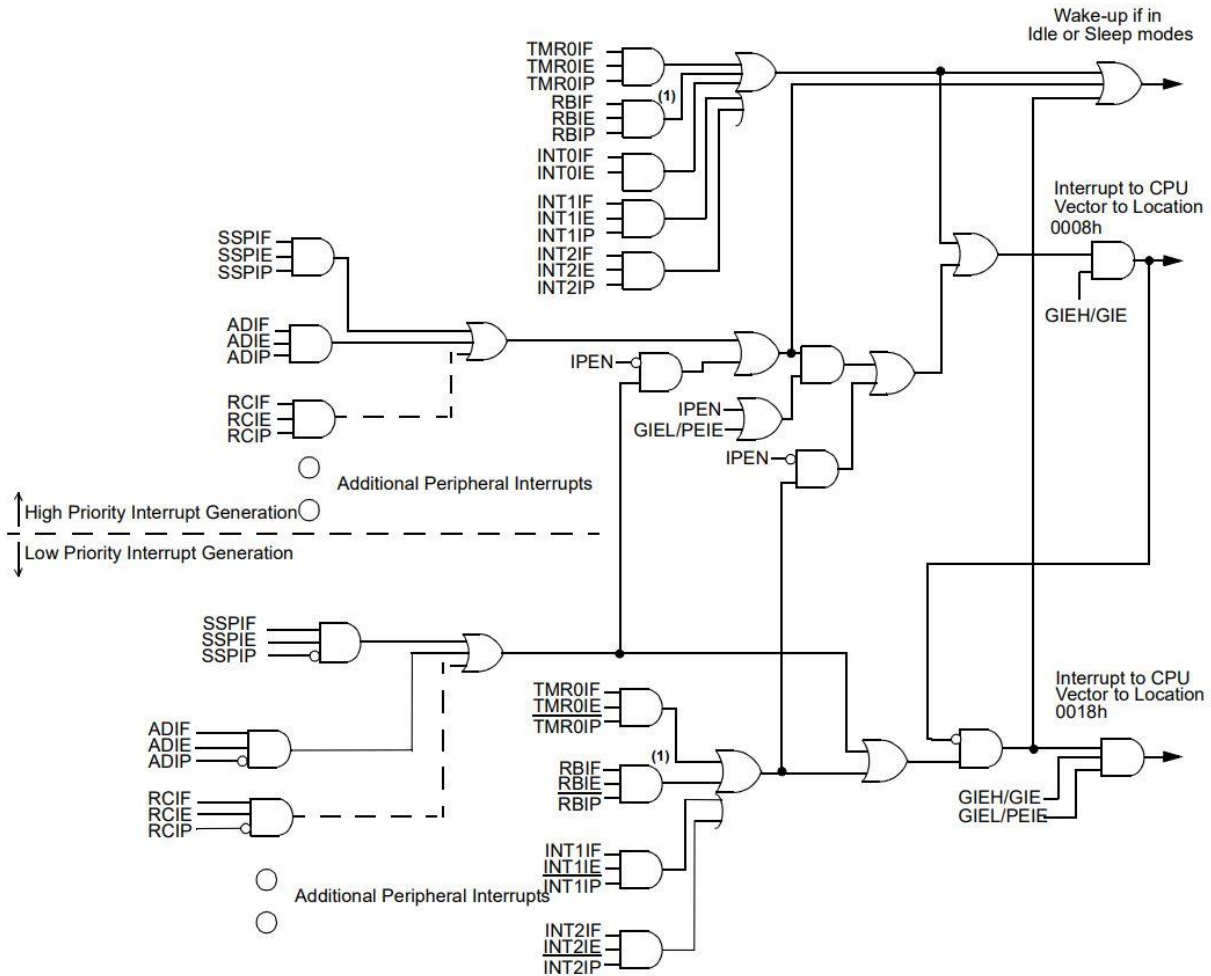 Wake-up if in
Idle or Sleep modes
TMR0IF
TMR0IE
TMR0IP
RBIF
RBIE
RBIP
(1)
INT0IF
INT0IE
INT1IF
INT1IE
INT1IP
INT2IF
INT2IE
INT2IP
Interrupt to CPU
Vector to Location
0008h
GIEH/GIE
SSPIF
SSPIE
SSPIP
ADIF
ADIE
ADIP
RCIF
RCIE
RCIP
IPEN
IPEN
GIEL/PEIE
IPEN
Additional Peripheral Interrupts
High Priority Interrupt Generation
Low Priority Interrupt Generation
SSPIF
SSPIE
SSPIP
ADIF
ADIE
ADIP
RCIF
RCIE
RCIP
Additional Peripheral Interrupts
TMR0IF
TMR0IE
TMR0IP
RBIF
RBIE
RBIP
(1)
INT1IF
INT1IE
INT1IP
INT2IF
INT2IE
INT2IP
Interrupt to CPU
Vector to Location
0018h
GIEH/GIE
GIEL/PEIE